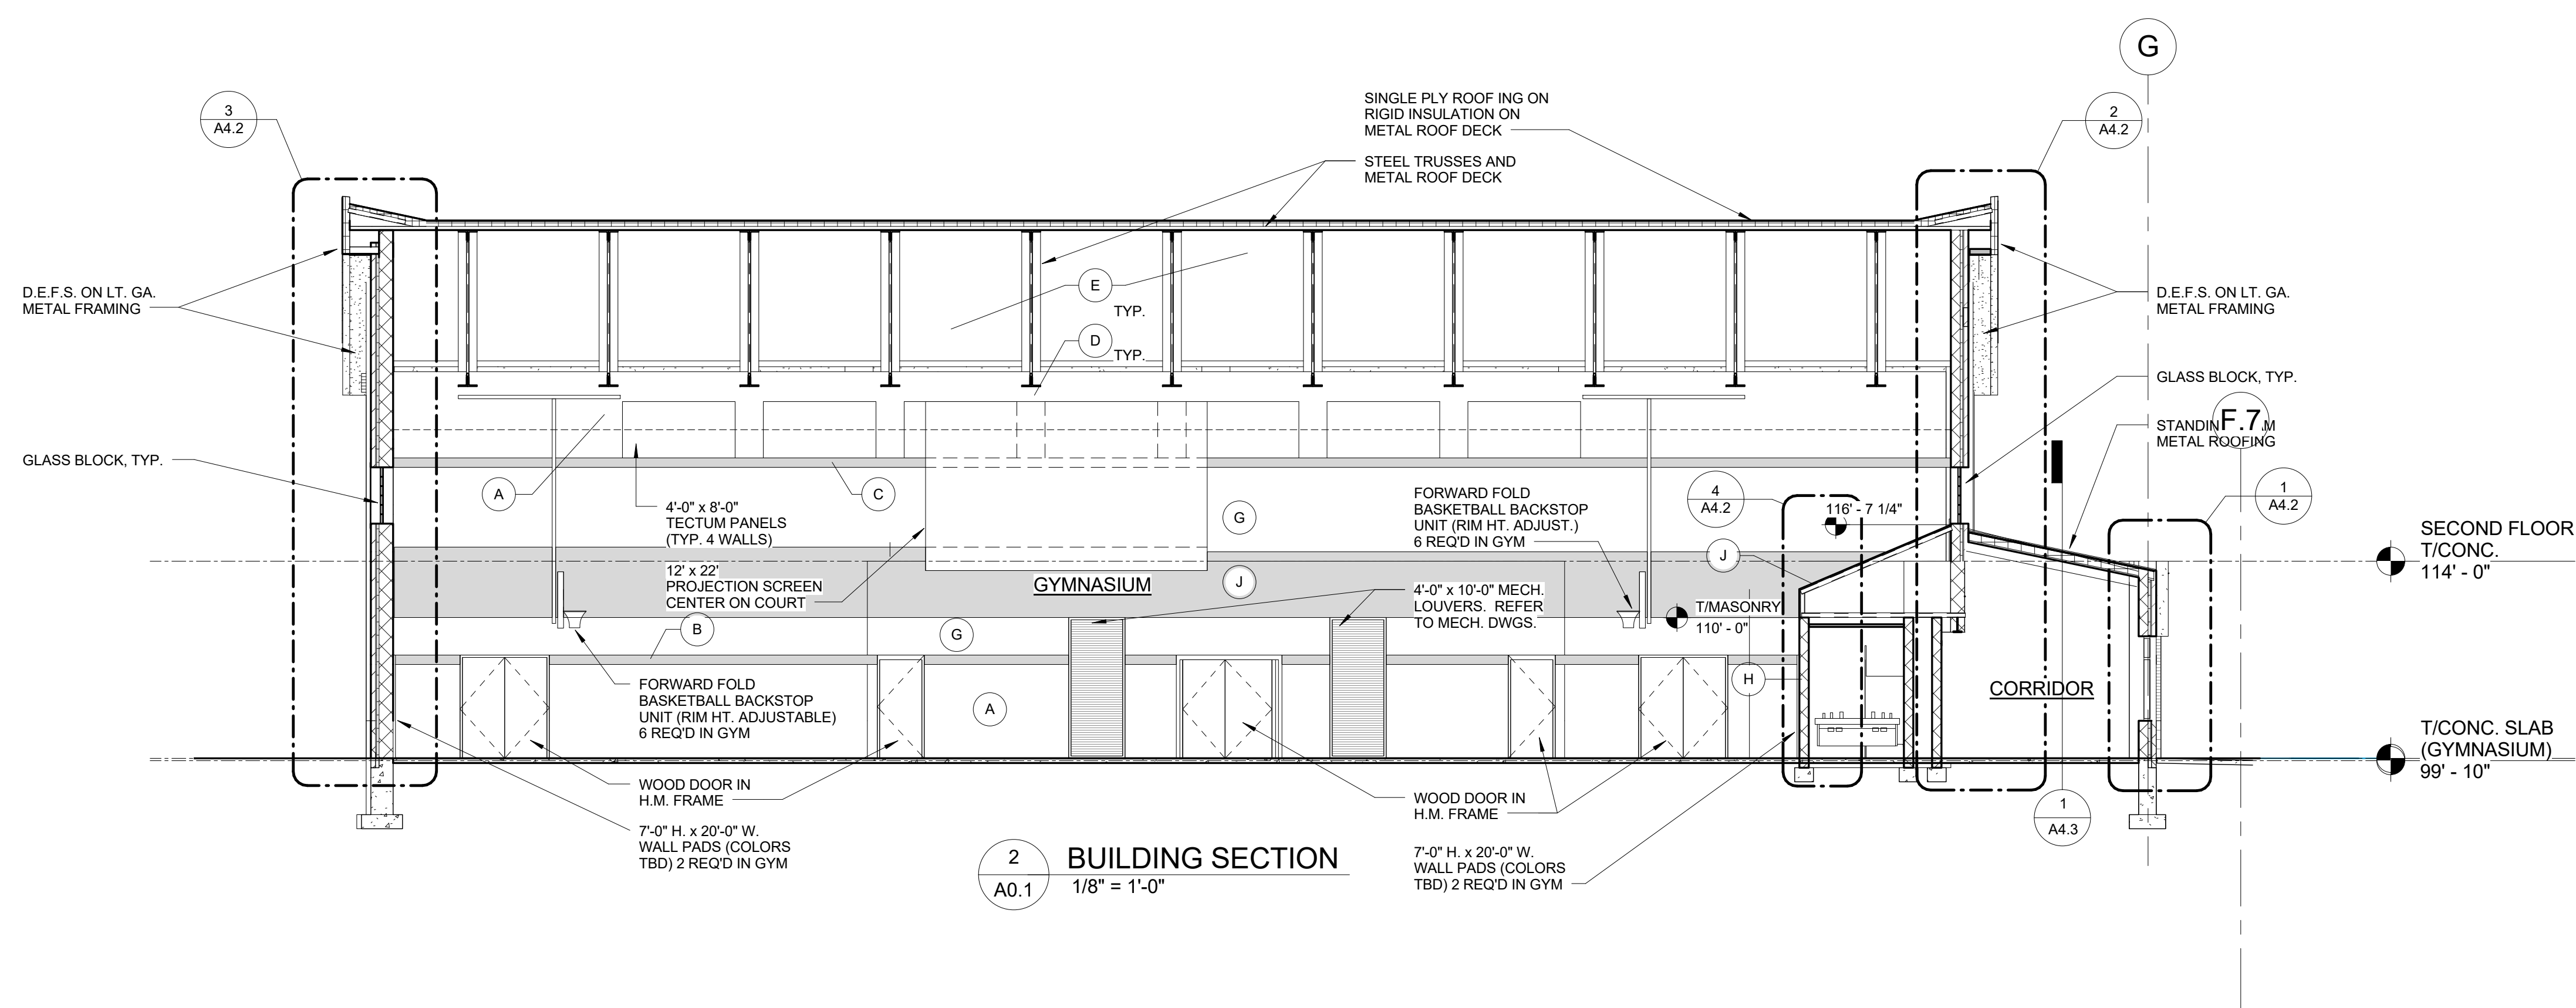 G
3
A4.2
SINGLE PLY ROOF ING ON
RIGID INSULATION ON
METAL ROOF DECK
2
A4.2
STEEL TRUSSES AND
METAL ROOF DECK
E
TYP.
D
TYP.
D.E.F.S. ON LT. GA.
METAL FRAMING
D.E.F.S. ON LT. GA.
METAL FRAMING
GLASS BLOCK, TYP.
F.7
METAL ROOFING
GLASS BLOCK, TYP.
A
C
4'-0" x 8'-0"
TECTUM PANELS
(TYP. 4 WALLS)
G
FORWARD FOLD
BASKETBALL BACKSTOP
UNIT (RIM HT. ADJUST.)
6 REQ'D IN GYM
4
A4.2
116' - 7 1/4"
1
A4.2
SECOND FLOOR
T/CONC.
114' - 0"
12' x 22'
PROJECTION SCREEN
CENTER ON COURT
GYMNASIUM
J
J
4'-0" x 10'-0" MECH.
LOUVERS. REFER
TO MECH. DWGS.
T/MASONRY
110' - 0"
B
G
FORWARD FOLD
BASKETBALL BACKSTOP
UNIT (RIM HT. ADJUSTABLE)
6 REQ'D IN GYM
A
H
CORRIDOR
T/CONC. SLAB
(GYMNASIUM)
99' - 10"
WOOD DOOR IN
H.M. FRAME
WOOD DOOR IN
H.M. FRAME
1
A4.3
7'-0" H. x 20'-0" W.
WALL PADS (COLORS
TBD) 2 REQ'D IN GYM
7'-0" H. x 20'-0" W.
WALL PADS (COLORS
TBD) 2 REQ'D IN GYM
2
A0.1
BUILDING SECTION
1/8" = 1'-0"